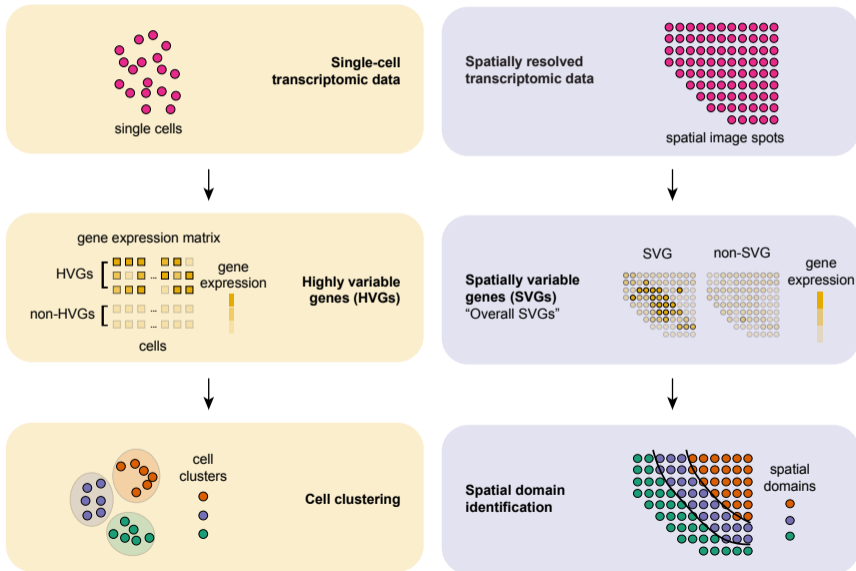 Single-cell
transcriptomic data
single cells
Spatially resolved
transcriptomic data
spatial image spots
gene expression matrix
HVGs
...
...
non-HVGs
...
...
cells
gene
expression
Highly variable
genes (HVGs)
Spatially variable
genes (SVGs)
“Overall SVGs”
SVG
non-SVG
gene
expression
cell
clusters
Cell clustering
Spatial domain
identification
spatial
domains